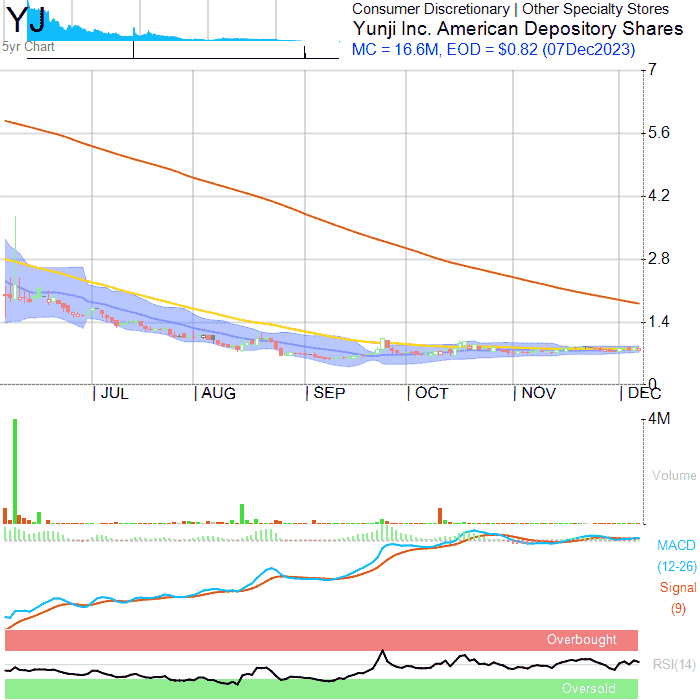 YJ
5yr Chart
Consumer Discretionary | Other Specialty Stores
Yunji Inc. American Depository Shares
MC = 16.6M, EOD = $0.82 (07Dec2023)
7
5.6
4.2
2.8
1.4
0
JUL AUG SEP OCT NOV DEC
4M
Volume
MACD
(12-26)
Signal
(9)
Overbought
RSI(14)
Oversold